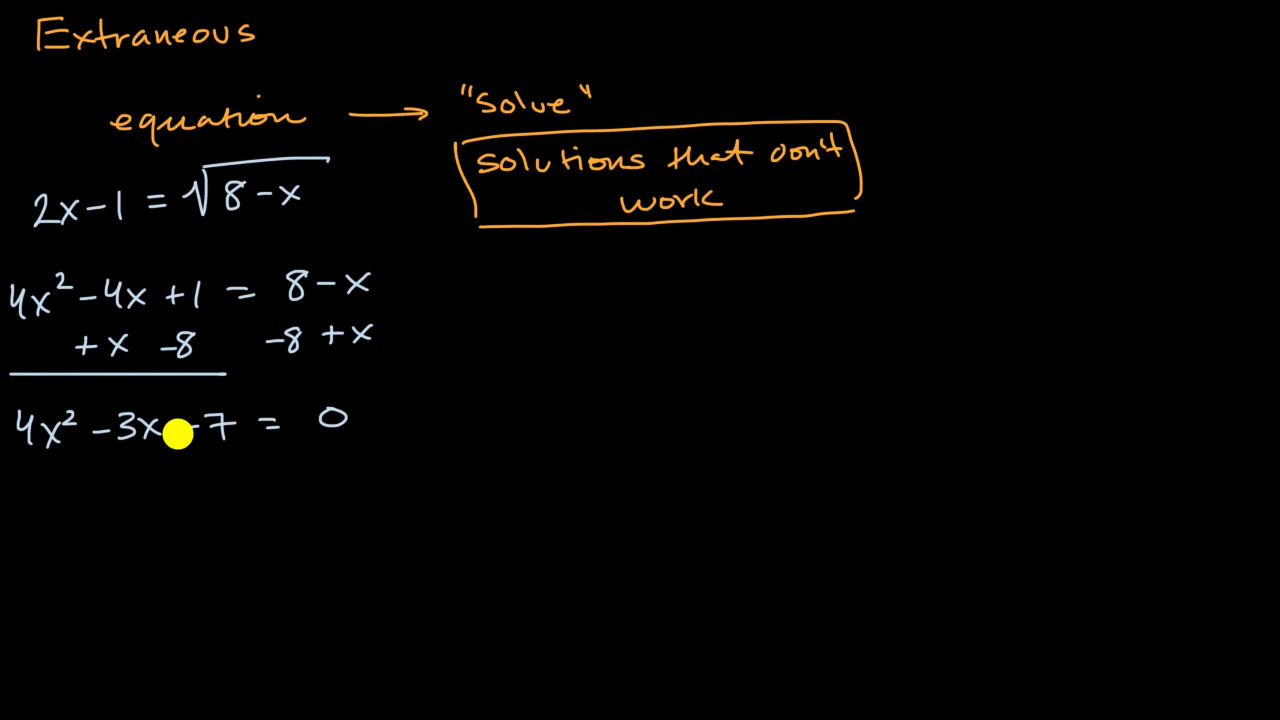 Extraneous
equation → "Solve"
solutions that don't
work
2x-1 = √8-x
4x² -4x +1 = 8-x
+x -8 -8 +x
4x² -3x -7 = 0